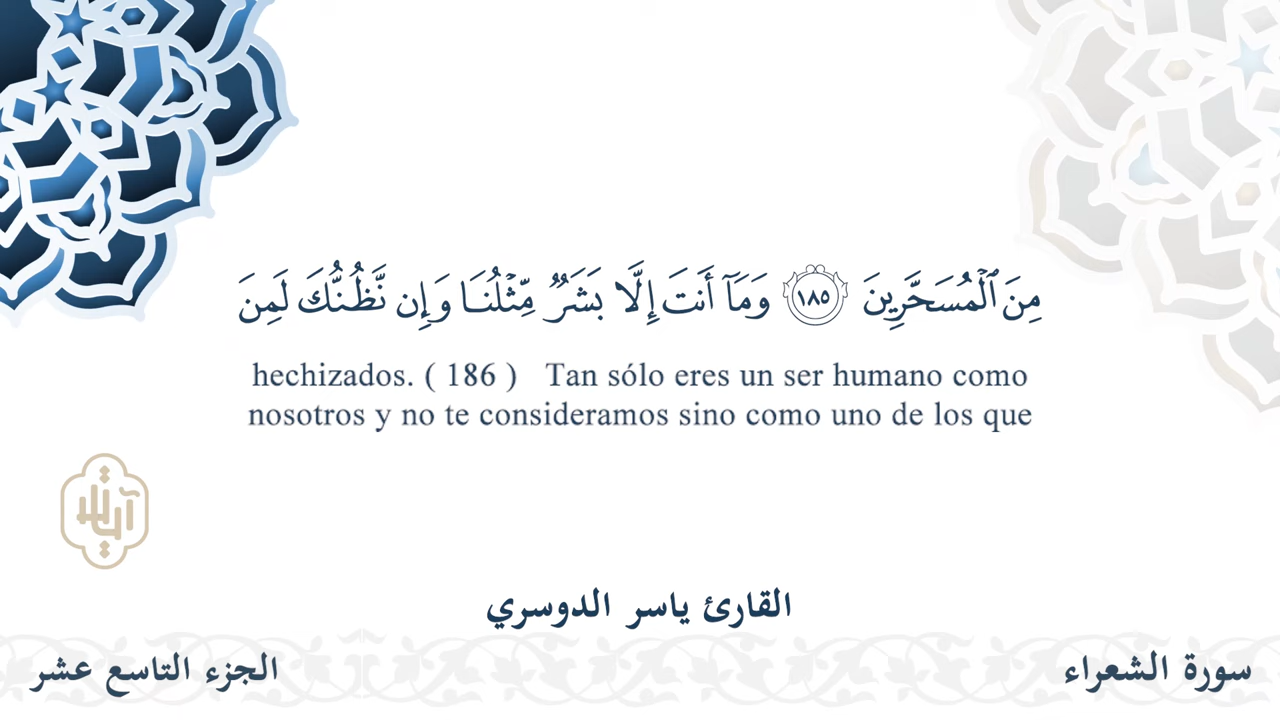 مِنَ ٱلْمُسَحَّرِينَ ١٨٥ وَمَآ أَنتَ إِلَّا بَشَرٌ مِّثْلُنَا وَإِن نَّظُنُّكَ لَمِنَ
hechizados. ( 186 ) Tan sólo eres un ser humano como
nosotros y no te consideramos sino como uno de los que
القارئ ياسر الدوسري
سورة الشعراء
الجزء التاسع عشر